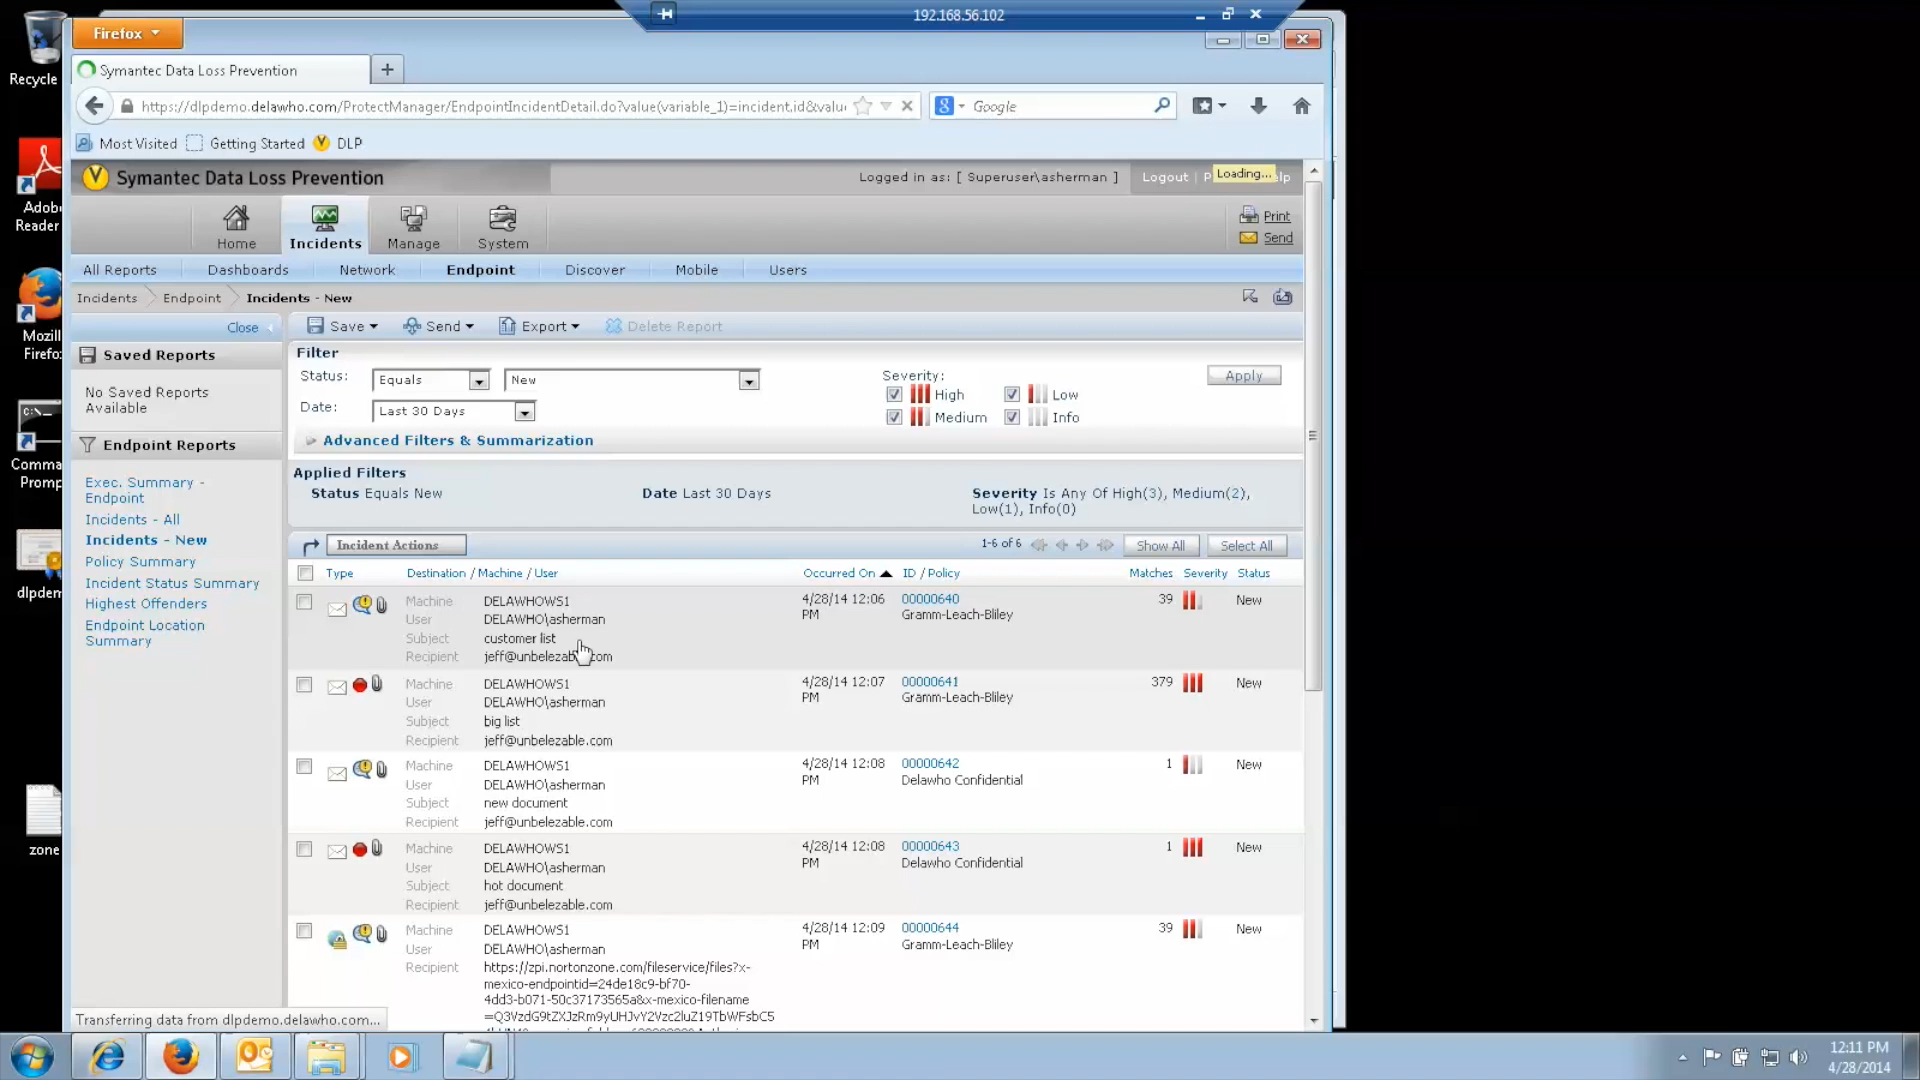 192.168.56.102
Firefox
Recycle
Symantec Data Loss Prevention
https://dlpdemo.delawho.com/ProtectManager/EndpointIncidentDetail.do?value(variable_1)=incident.id&valu
Google
Most Visited
Getting Started
DLP
Symantec Data Loss Prevention
Logged in as: [ Superuser\asherman ]
Logout
P
Loading...
lp
Adob
Reader
Home
Incidents
Manage
System
Print
Send
All Reports
Dashboards
Network
Endpoint
Discover
Mobile
Users
Incidents
Endpoint
Incidents - New
Mozil
Firefo
Close
Save
Send
Export
Delete Report
Saved Reports
No Saved Reports
Available
Filter
Status:
Equals
New
Date:
Last 30 Days
Severity:
High
Low
Medium
Info
Apply
Advanced Filters & Summarization
Endpoint Reports
Applied Filters
Status Equals New
Date Last 30 Days
Severity Is Any Of High(3), Medium(2),
Low(1), Info(0)
Comma
Promp
Exec. Summary -
Endpoint
Incidents - All
Incidents - New
Policy Summary
Incident Status Summary
Highest Offenders
Endpoint Location
Summary
dlpdem
zone
Incident Actions
1-6 of 6
Show All
Select All
Type
Destination / Machine / User
Occurred On
ID / Policy
Matches
Severity
Status
Machine
DELAWHOWS1
4/28/14 12:06
PM
00000640
Gramm-Leach-Bliley
39
New
User
DELAWHO\asherman
Subject
customer list
Recipient
jeff@unbelezab
com
Machine
DELAWHOWS1
4/28/14 12:07
PM
00000641
Gramm-Leach-Bliley
379
New
User
DELAWHO\asherman
Subject
big list
Recipient
jeff@unbelezable.com
Machine
DELAWHOWS1
4/28/14 12:08
PM
00000642
Delawho Confidential
1
New
User
DELAWHO\asherman
Subject
new document
Recipient
jeff@unbelezable.com
Machine
DELAWHOWS1
4/28/14 12:08
PM
00000643
Delawho Confidential
1
New
User
DELAWHO\asherman
Subject
hot document
Recipient
jeff@unbelezable.com
Machine
DELAWHOWS1
4/28/14 12:09
PM
00000644
Gramm-Leach-Bliley
39
New
User
DELAWHO\asherman
Recipient
https://zpi.nortonzone.com/fileservice/files?x-
mexico-endpointid=24de18c9-bf70-
4dd3-b071-50c37173565a&x-mexico-filename
=Q3VzdG9tZXJzRm9yUHJvY2Vzc2luZ19TbWFsbC5
Transferring data from dlpdemo.delawho.com...
12:11 PM
4/28/2014